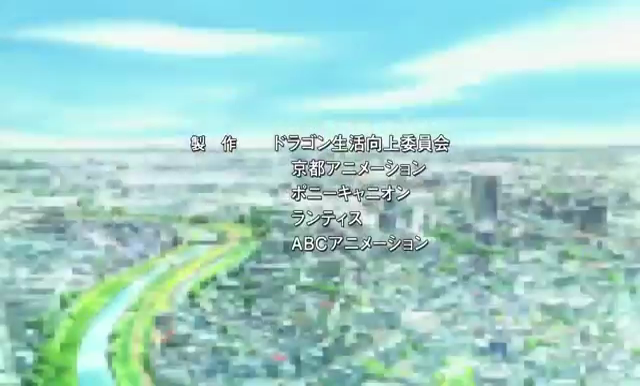 製作 ドラゴン生活向上委員会
京都アニメーション
ポニーキャニオン
ランティス
ABCアニメーション